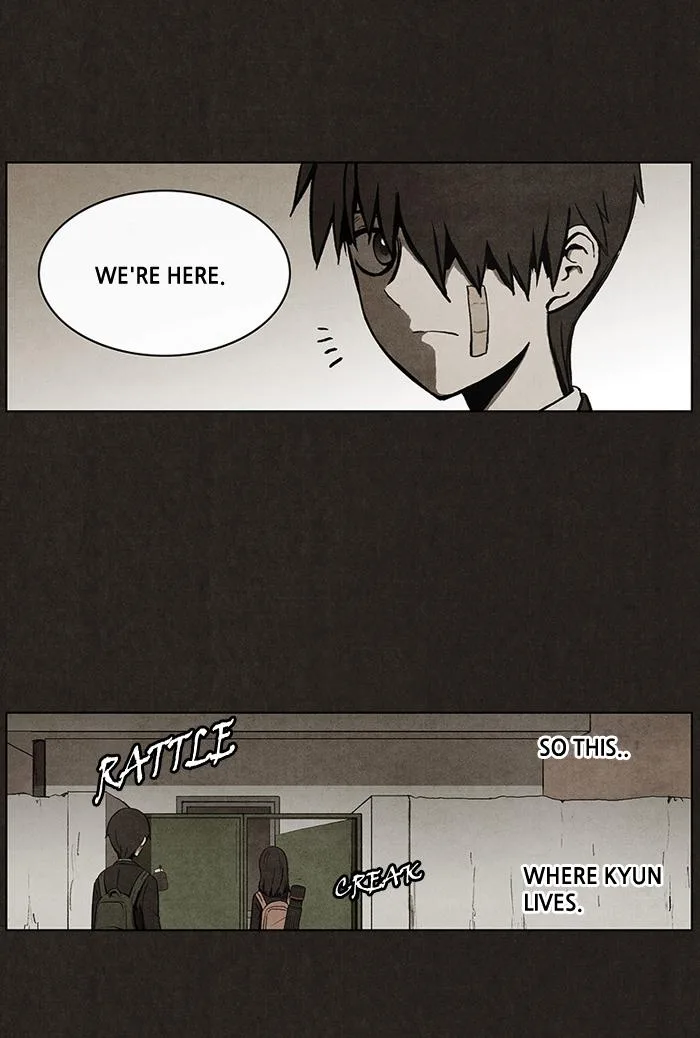 WE'RE HERE.
RATTLE
SO THIS..
CREAK
WHERE KYUN
LIVES.